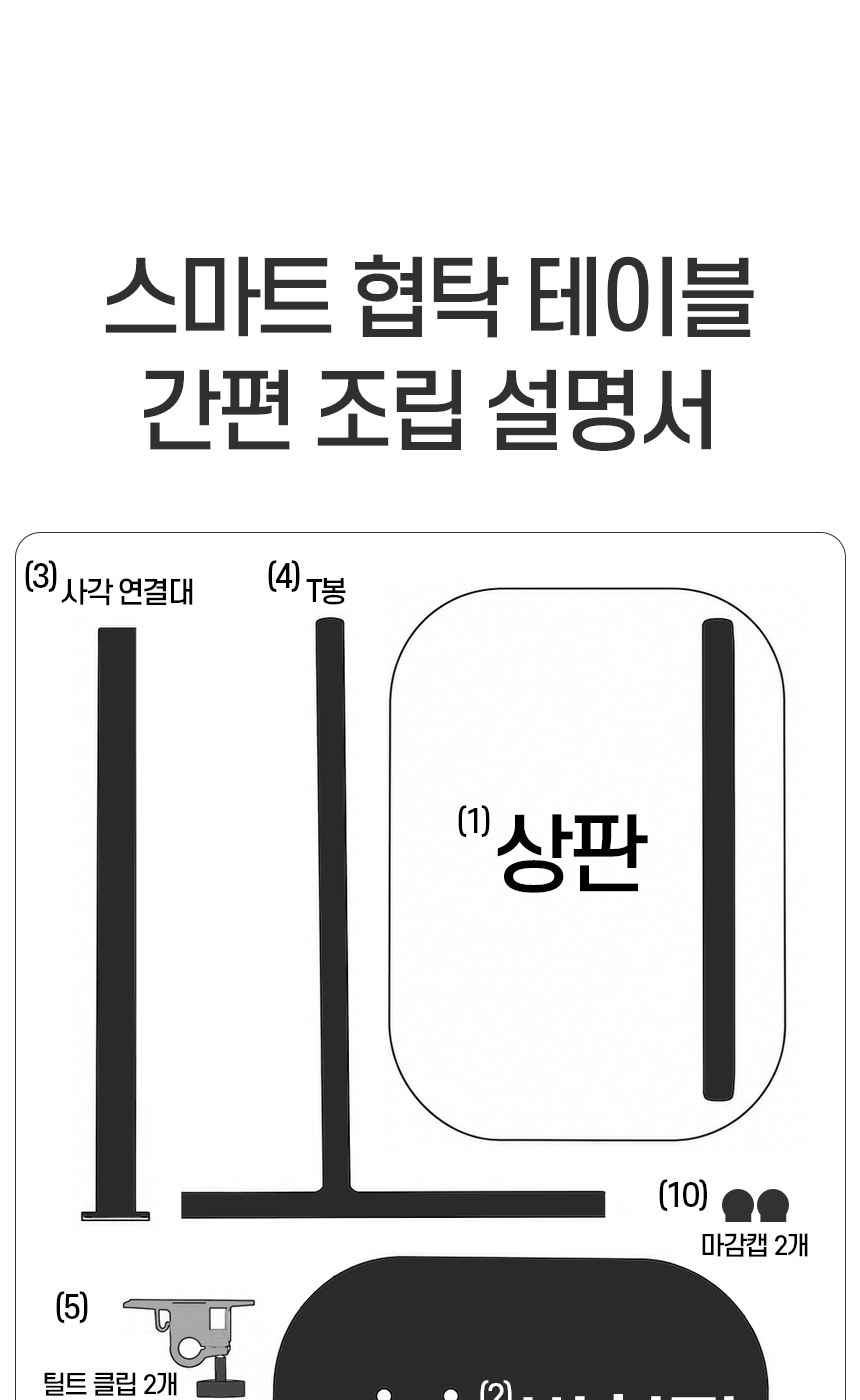 스마트 협탁 테이블
간편 조립 설명서
(3) 사각 연결대
(4) T봉
(1) 상판
(10)
마감캡 2개
(5)
틸트 클립 2개
(2)